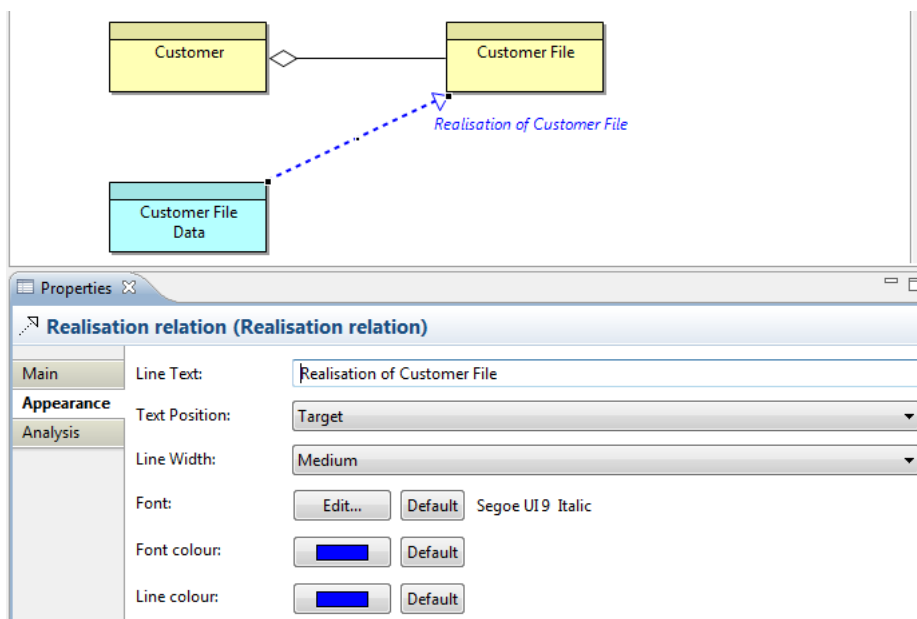 Customer
Customer File
Realisation of Customer File
Customer File
Data
Properties
Realisation relation (Realisation relation)
Main
Appearance
Analysis
Line Text:
Realisation of Customer File
Text Position:
Target
Line Width:
Medium
Font:
Edit...
Default
Segoe UI 9 Italic
Font colour:
Default
Line colour:
Default